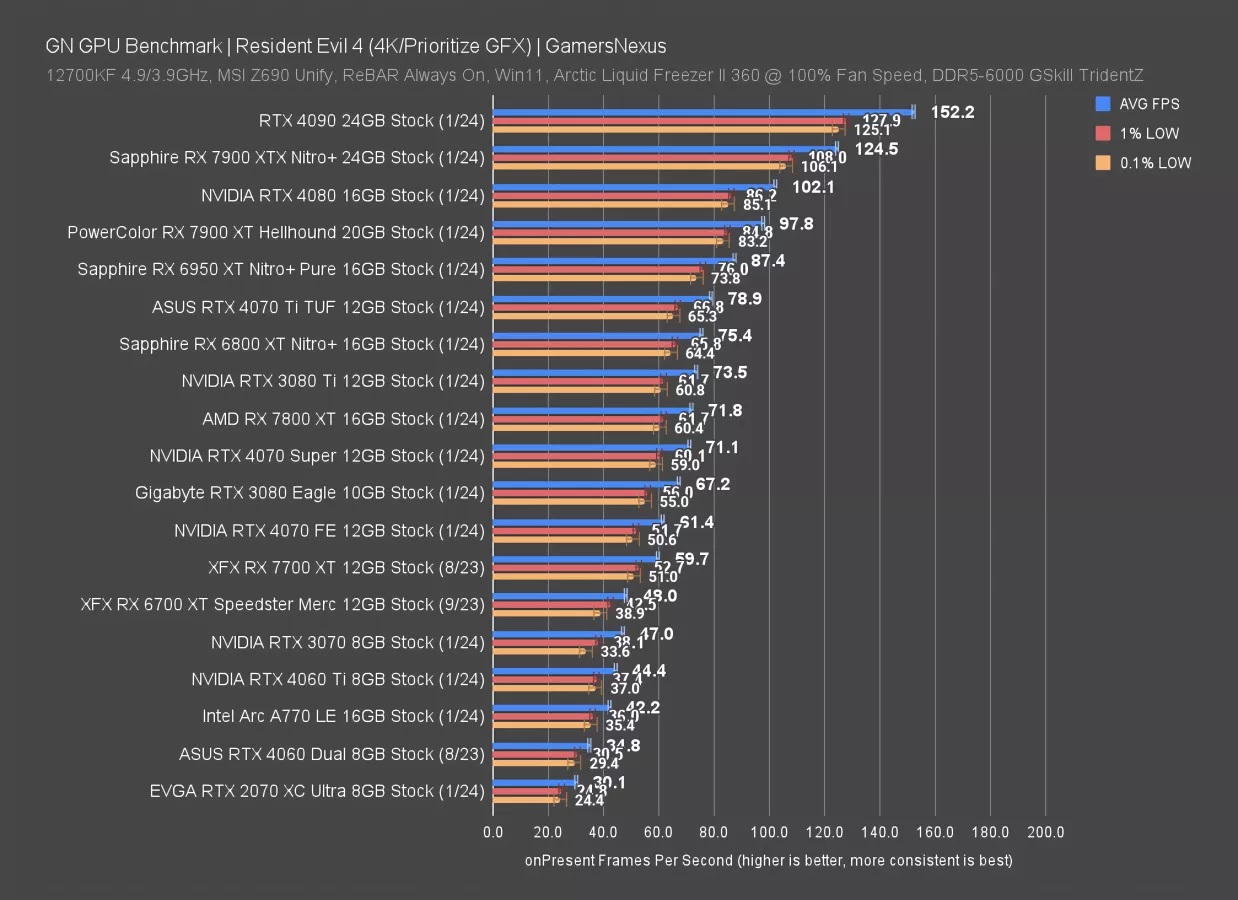 GN GPU Benchmark | Resident Evil 4 (4K/Prioritize GFX) | GamersNexus
12700KF 4.9/3.9GHz, MSI Z690 Unify, ReBAR Always On, Win11, Arctic Liquid Freezer II 360 @ 100% Fan Speed, DDR5-6000 GSkill TridentZ
AVG FPS
1% LOW
0.1% LOW
RTX 4090 24GB Stock (1/24) 152.2 127.9 125.1
Sapphire RX 7900 XTX Nitro+ 24GB Stock (1/24) 124.5 108.0 106.1
NVIDIA RTX 4080 16GB Stock (1/24) 102.1 86.2 85.1
PowerColor RX 7900 XT Hellhound 20GB Stock (1/24) 97.8 84.8 83.2
Sapphire RX 6950 XT Nitro+ Pure 16GB Stock (1/24) 87.4 76.0 73.8
ASUS RTX 4070 Ti TUF 12GB Stock (1/24) 78.9 66.8 65.3
Sapphire RX 6800 XT Nitro+ 16GB Stock (1/24) 75.4 65.8 64.4
NVIDIA RTX 3080 Ti 12GB Stock (1/24) 73.5 61.7 60.8
AMD RX 7800 XT 16GB Stock (1/24) 71.8 61.7 60.4
NVIDIA RTX 4070 Super 12GB Stock (1/24) 71.1 60.1 59.0
Gigabyte RTX 3080 Eagle 10GB Stock (1/24) 67.2 56.0 55.0
NVIDIA RTX 4070 FE 12GB Stock (1/24) 61.4 51.7 50.6
XFX RX 7700 XT 12GB Stock (8/23) 59.7 52.7 51.0
XFX RX 6700 XT Speedster Merc 12GB Stock (9/23) 48.0 42.5 38.9
NVIDIA RTX 3070 8GB Stock (1/24) 47.0 38.1 33.6
NVIDIA RTX 4060 Ti 8GB Stock (1/24) 44.4 37.4 37.0
Intel Arc A770 LE 16GB Stock (1/24) 42.2 36.0 35.4
ASUS RTX 4060 Dual 8GB Stock (8/23) 34.8 30.5 29.4
EVGA RTX 2070 XC Ultra 8GB Stock (1/24) 30.1 24.8 24.4
0.0 20.0 40.0 60.0 80.0 100.0 120.0 140.0 160.0 180.0 200.0
onPresent Frames Per Second (higher is better, more consistent is best)